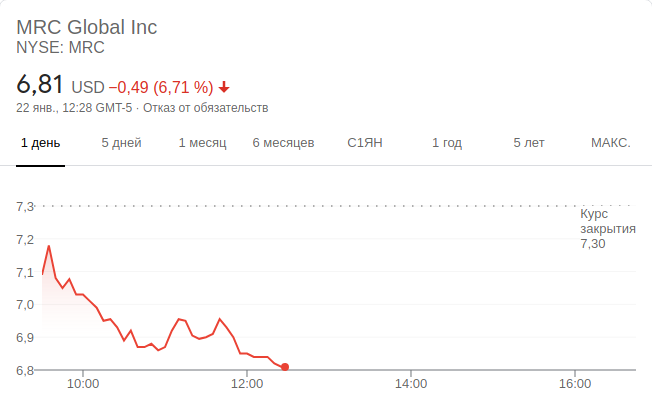 MRC Global Inc
NYSE: MRC
6,81 USD −0,49 (6,71 %)
22 янв., 12:28 GMT-5 · Отказ от обязательств
1 день 5 дней 1 месяц 6 месяцев С1ЯН 1 год 5 лет МАКС.
7,3
Курс
закрытия
7,30
7,2
7,1
7,0
6,9
6,8
10:00 12:00 14:00 16:00